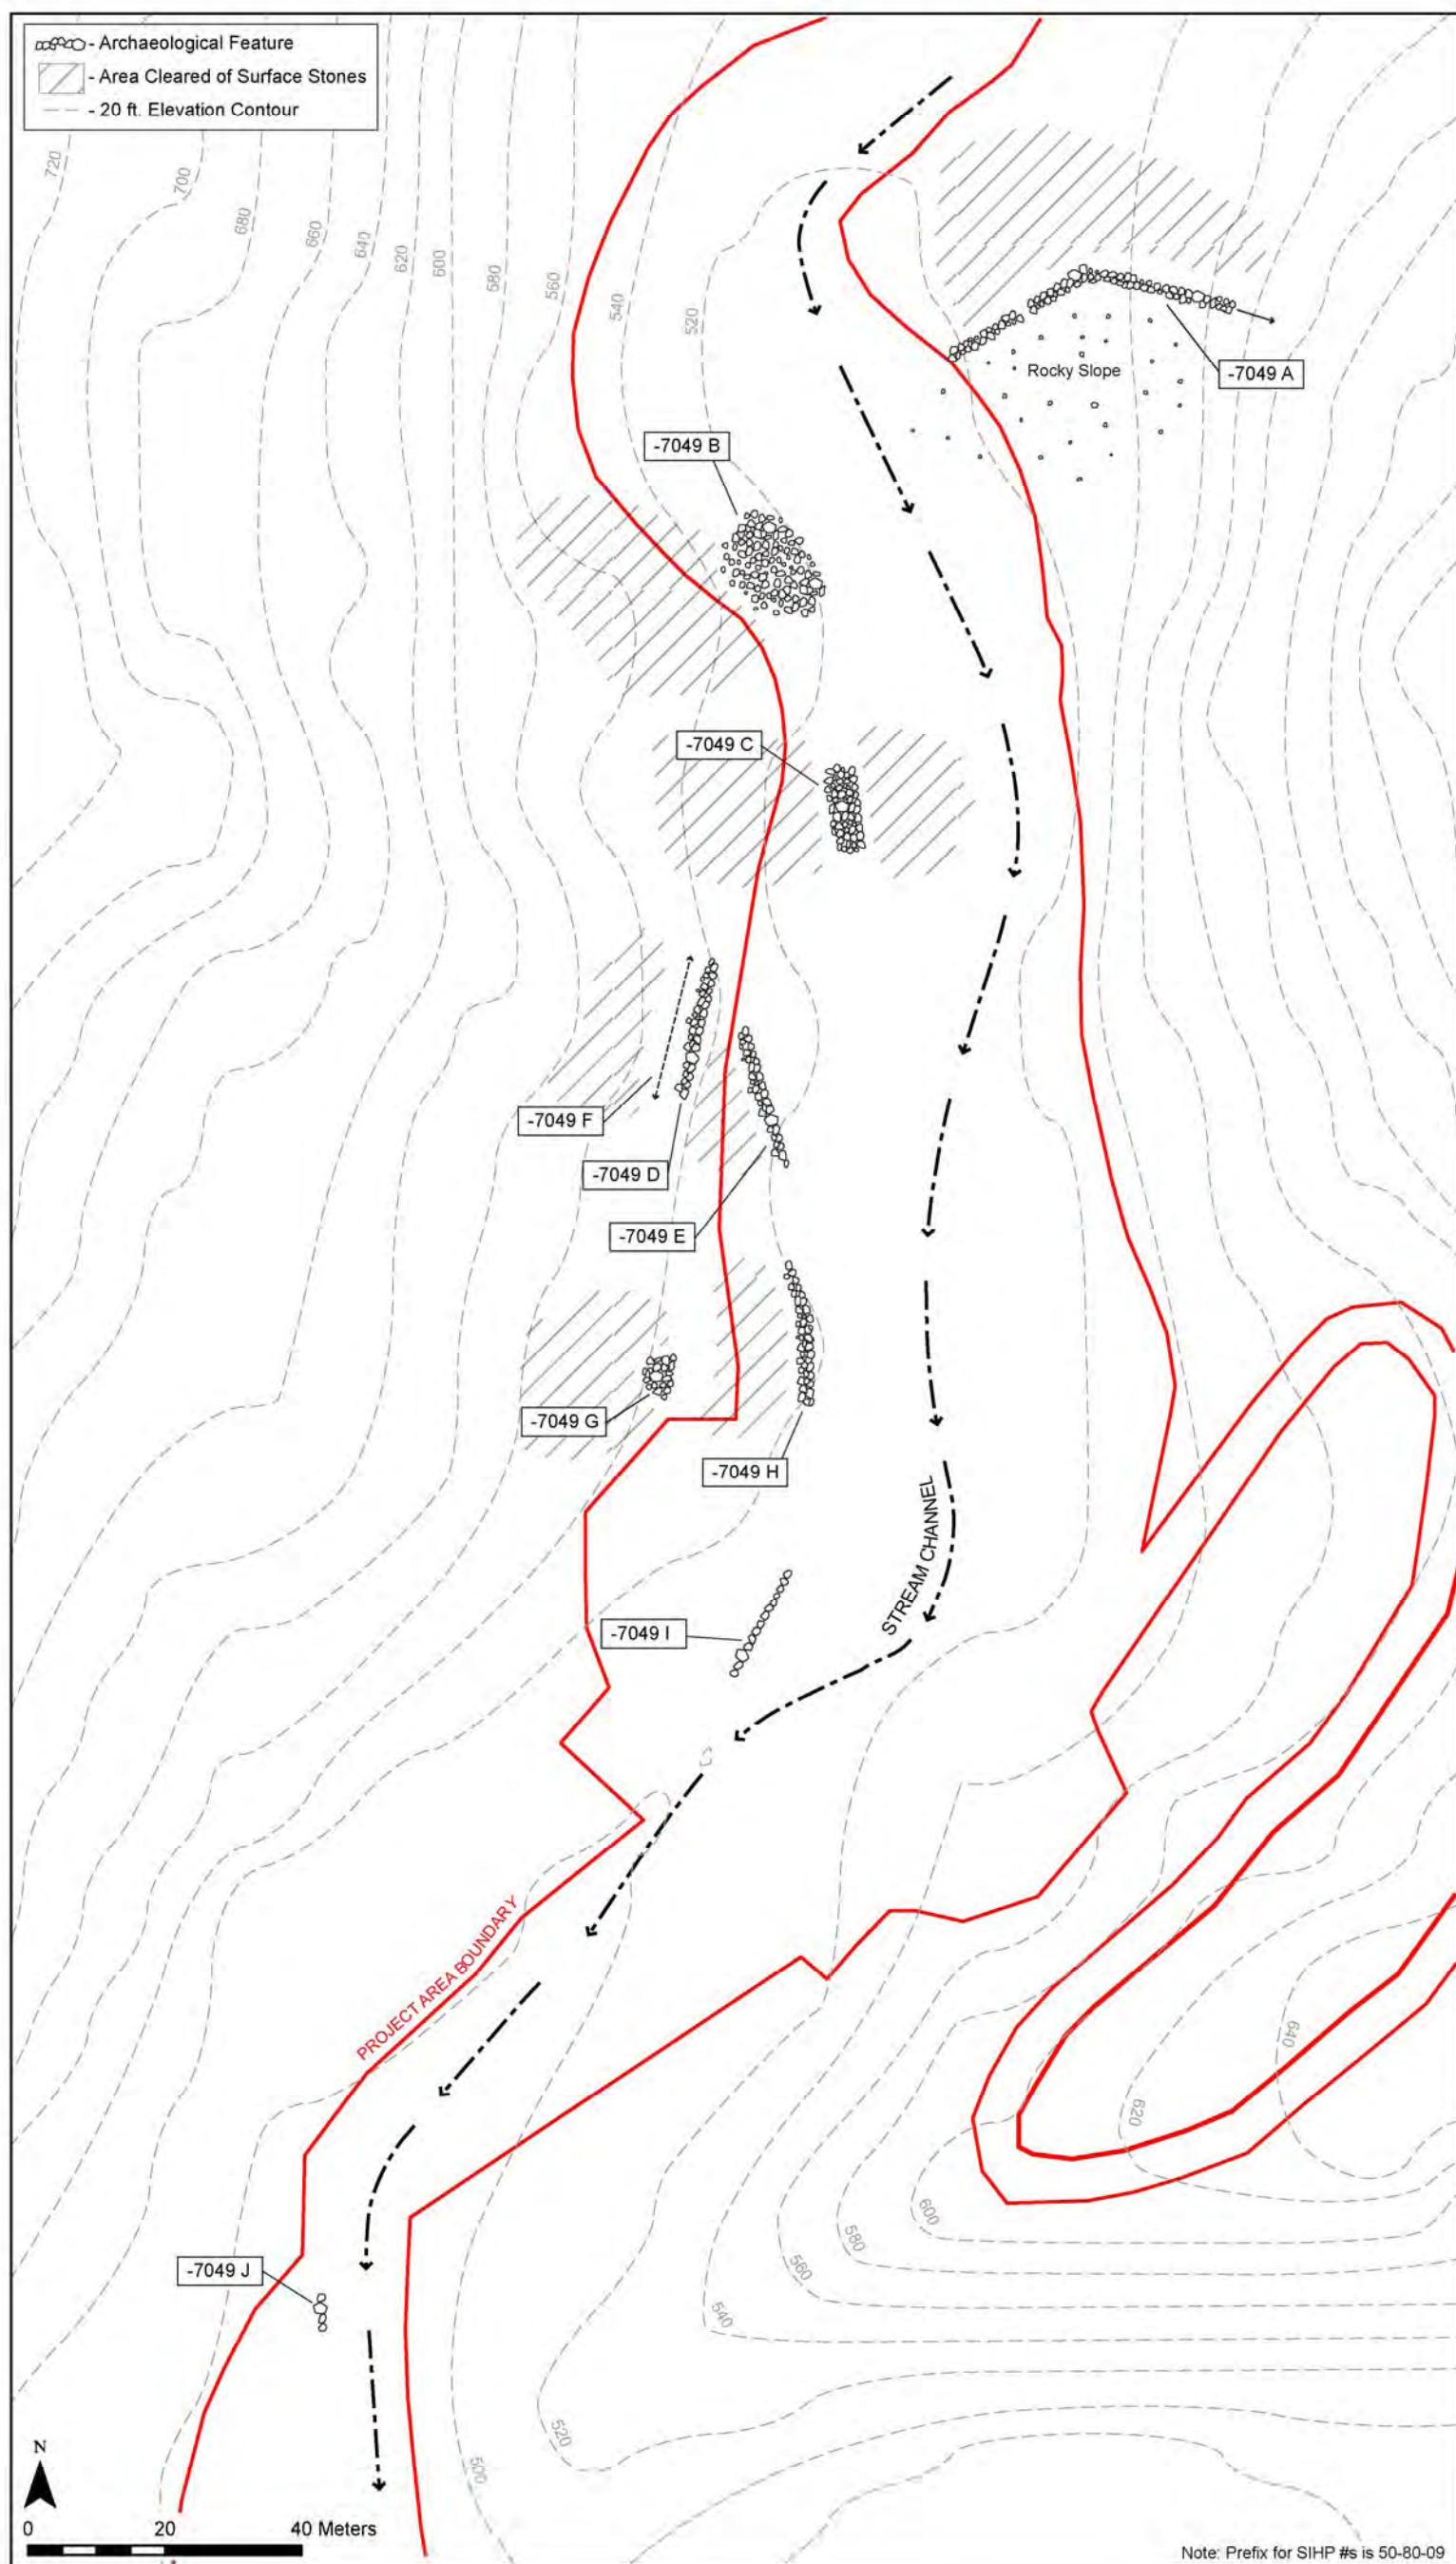 - Archaeological Feature
- Area Cleared of Surface Stones
- 20 ft. Elevation Contour
720
700
680
660
640
620
600
580
560
540
520
Rocky Slope
-7049 A
-7049 B
-7049 C
-7049 F
-7049 D
-7049 E
-7049 G
-7049 H
STREAM CHANNEL
-7049 I
PROJECT AREA BOUNDARY
640
620
600
580
560
540
520
500
-7049 J
N
0 20 40 Meters
Note: Prefix for SIHP #s is 50-80-09